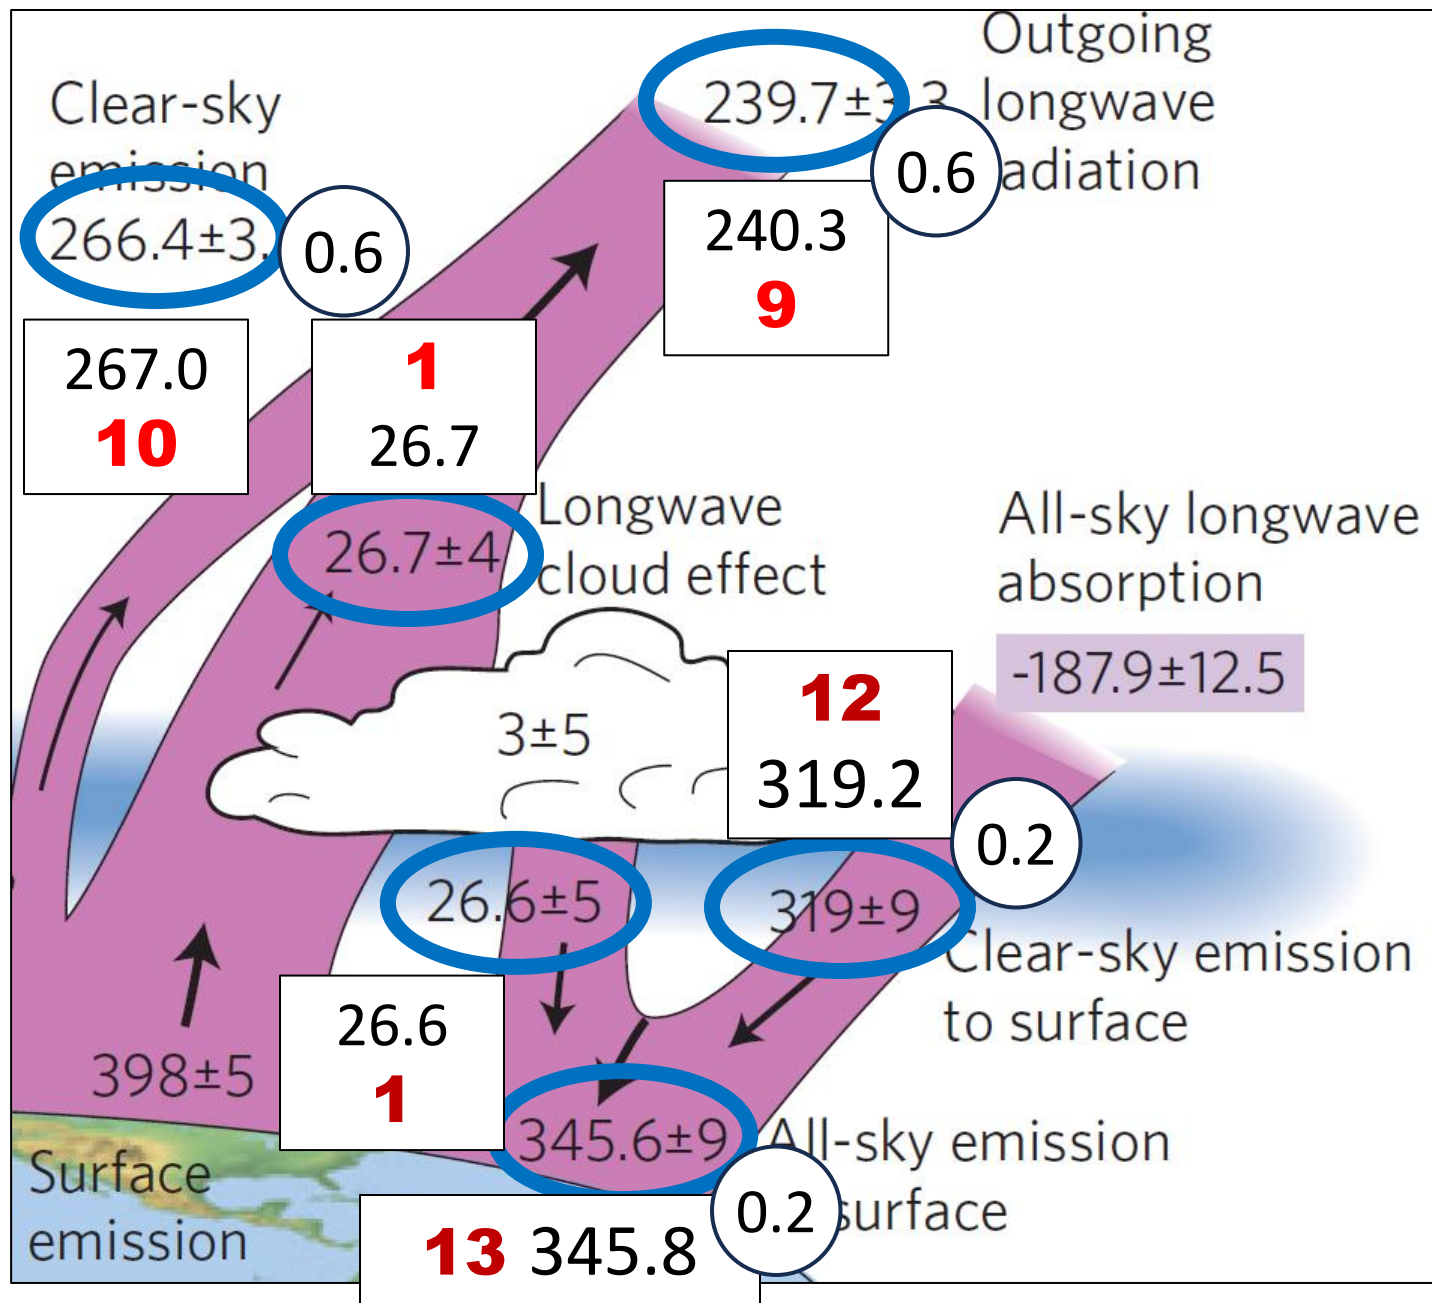 Outgoing
longwave
adiation
239.7±3.3
0.6
240.3
9
Clear-sky
emission
266.4±3.
0.6
267.0
10
1
26.7
26.7±4
Longwave
cloud effect
All-sky longwave
absorption
-187.9±12.5
3±5
12
319.2
0.2
26.6±5
319±9
Clear-sky emission
to surface
26.6
1
398±5
345.6±9
All-sky emission
surface
0.2
Surface
emission
13 345.8